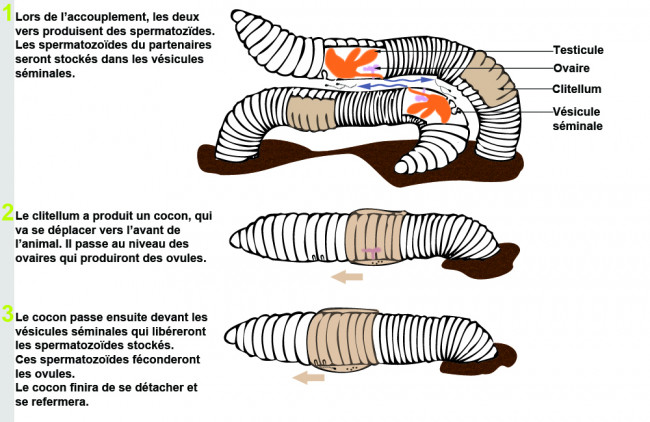 1
Lors de l’accouplement, les deux
vers produisent des spermatozoïdes.
Les spermatozoïdes du partenaires
seront stockés dans les vésicules
séminales.
Testicule
Ovaire
Clitellum
Vésicule
séminale
2
Le clitellum a produit un cocon, qui
va se déplacer vers l’avant de
l’animal. Il passe au niveau des
ovaires qui produiront des ovules.
3
Le cocon passe ensuite devant les
vésicules séminales qui libéreront
les spermatozoïdes stockés.
Ces spermatozoïdes féconderont
les ovules.
Le cocon finira de se détacher et
se refermera.